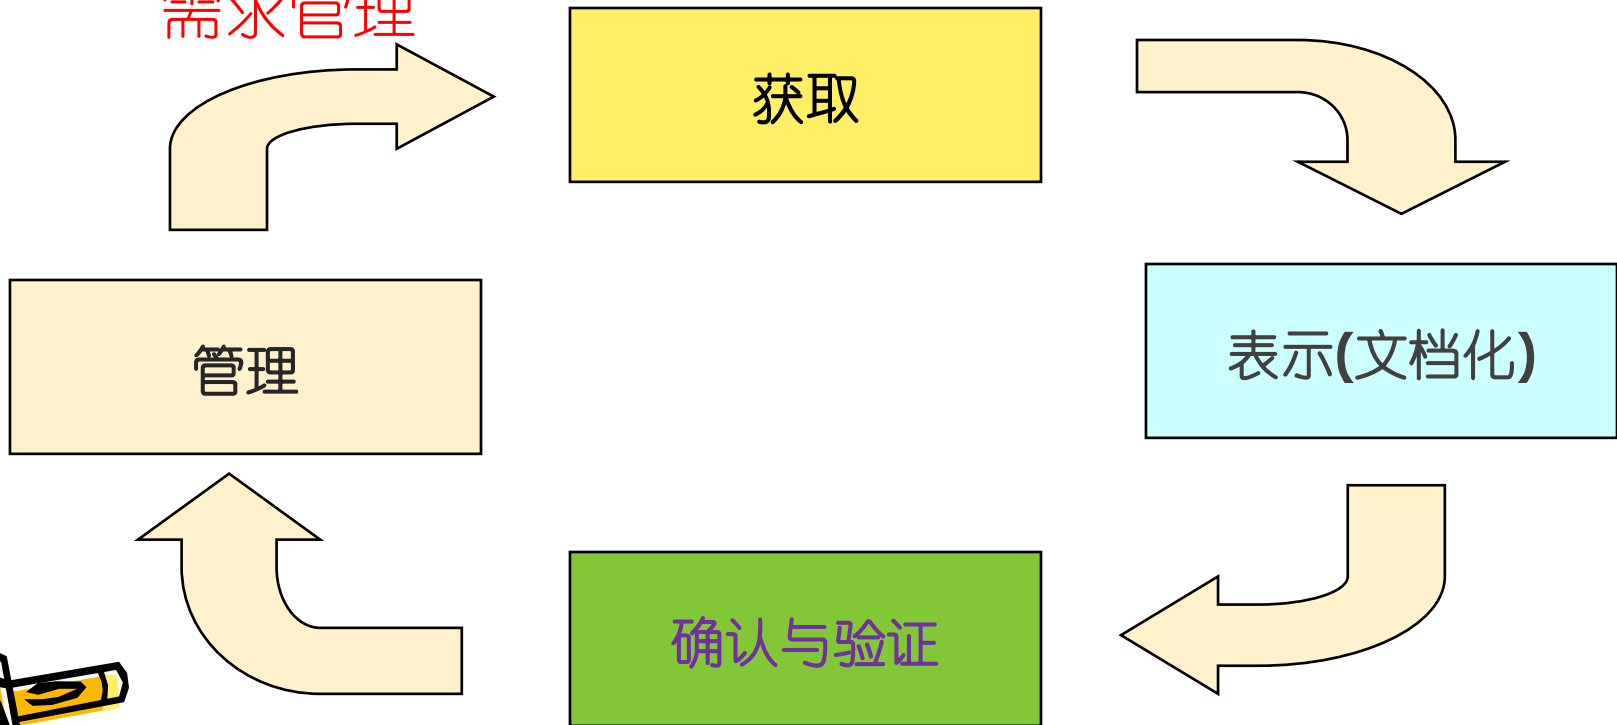 需求管理
获取
管理
表示(文档化)
确认与验证